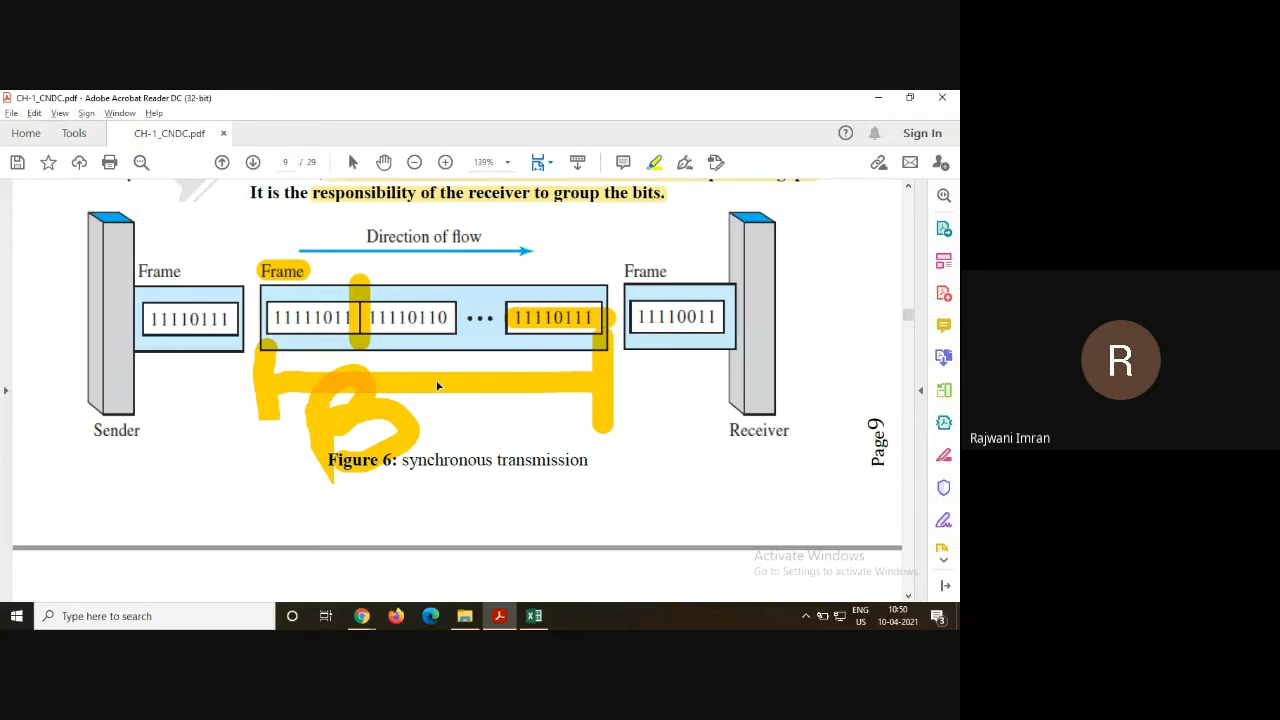 CH-1_CNDC.pdf - Adobe Acrobat Reader DC (32-bit)
File Edit View Sign Window Help
Home Tools CH-1_CNDC.pdf × Sign In
9 / 29 139%
It is the responsibility of the receiver to group the bits.
Direction of flow
Frame Frame Frame
11110111 11111011 11110110 ... 11110111 11110011
B
Sender Receiver
Page9
Figure 6: synchronous transmission
R
Rajwani Imran
Activate Windows
Go to Settings to activate Windows.
Type here to search
ENG 10:50
US 10-04-2021
3